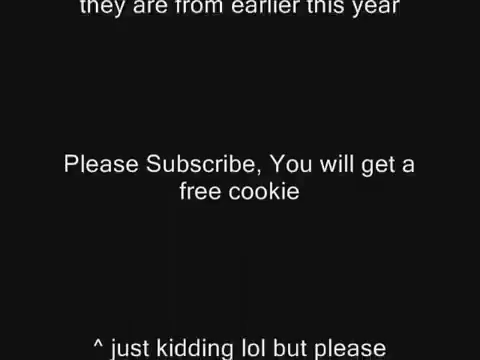 they are from earlier this year
Please Subscribe, You will get a
free cookie
^ just kidding lol but please